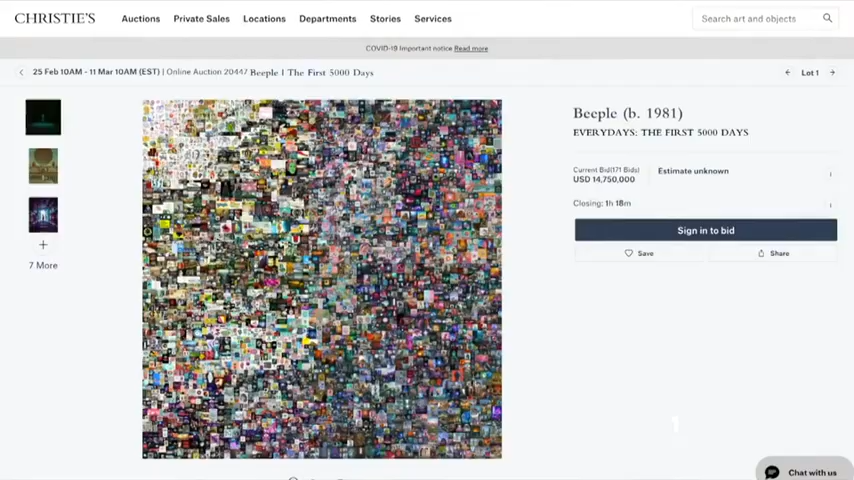 CHRISTIE'S
Auctions Private Sales Locations Departments Stories Services
Search art and objects
COVID-19 Important notice Read more
25 Feb 10AM - 11 Mar 10AM (EST) | Online Auction 20447 Beeple | The First 5000 Days
Lot 1
Beeple (b. 1981)
EVERYDAYS: THE FIRST 5000 DAYS
Current Bid(171 Bids)
USD 14,750,000
Estimate unknown
Closing: 1h 18m
Sign in to bid
Save
Share
7 More
1
Chat with us